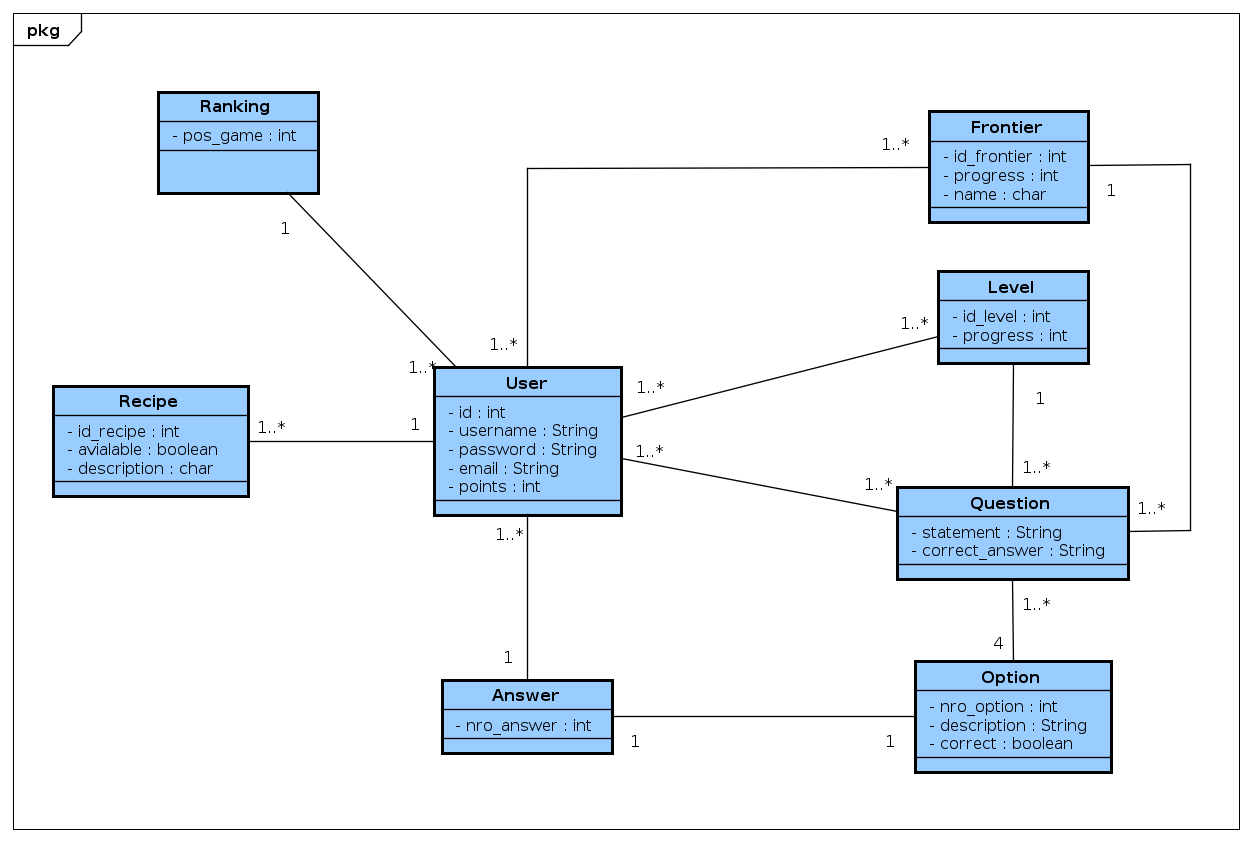 pkg
Ranking
- pos_game : int
1
Frontier
- id_frontier : int
- progress : int
- name : char
1..*
1
1..*
Level
- id_level : int
- progress : int
1..*
1
1..*
User
- id : int
- username : String
- password : String
- email : String
- points : int
1..*
1
1..*
1..*
1..*
Recipe
- id_recipe : int
- avialable : boolean
- description : char
1..*
1..*
Question
- statement : String
- correct_answer : String
1..*
1..*
1..*
4
Option
- nro_option : int
- description : String
- correct : boolean
1
Answer
- nro_answer : int
1
1